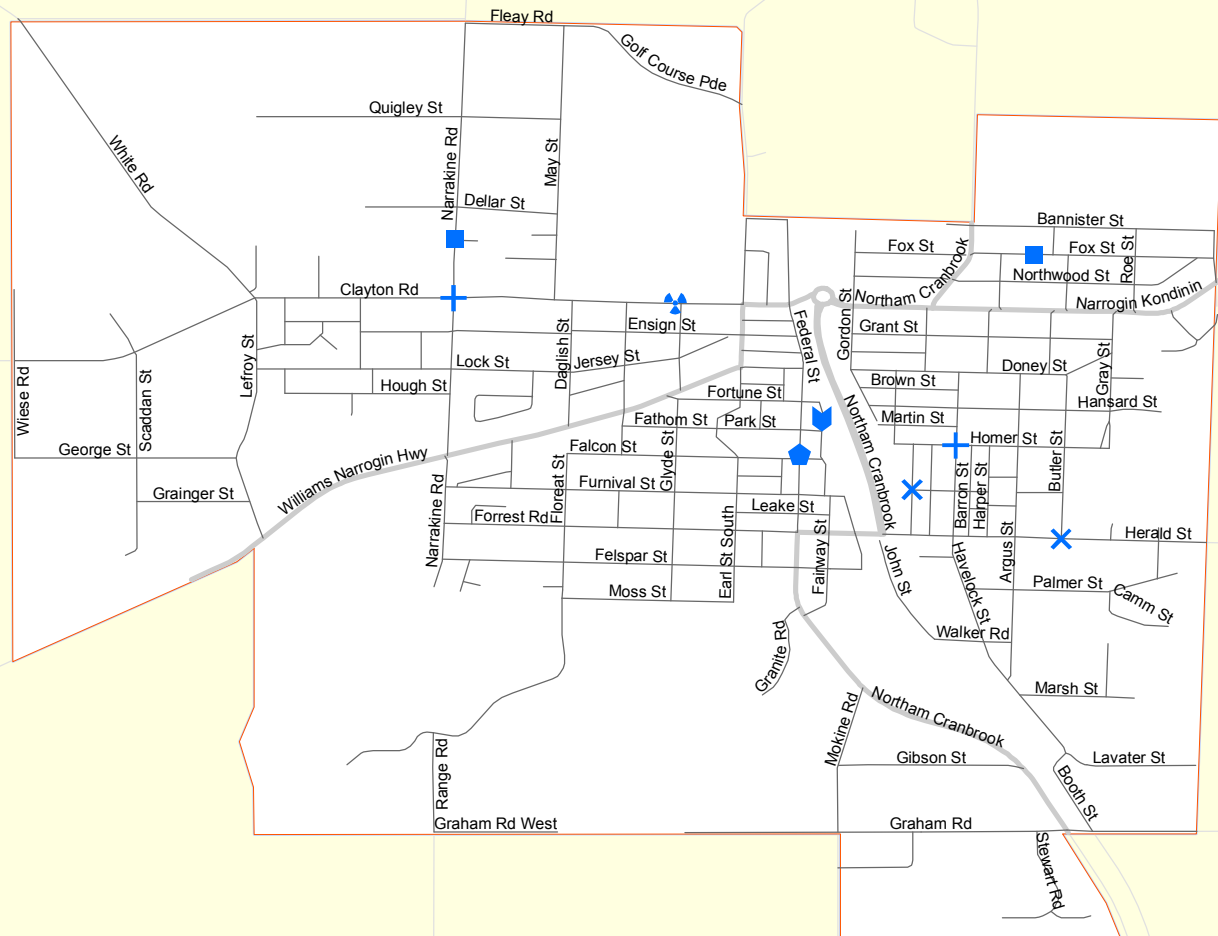 Fleay Rd
Golf Course Pde
Quigley St
White Rd
Narrakine Rd
May St
Dellar St
Bannister St
Fox St
Fox St
Roe St
Northam Cranbrook
Northwood St
Clayton Rd
Narrogin Kondinin
Ensign St
Federal St
Gordon St
Grant St
Lefroy St
Daglish St
Jersey St
Lock St
Doney St
Gray St
Wiese Rd
Scaddan St
Hough St
Fortune St
Brown St
Hansard St
Fathom St
Park St
Northam Cranbrook
Martin St
George St
Williams Narrogin Hwy
Falcon St
Glyde St
Homer St
Butler St
Grainger St
Narrakine Rd
Floreat St
Furnival St
Barron St
Harper St
Forrest Rd
Leake St
Earl St South
Fairway St
Argus St
Herald St
Felspar St
John St
Havelock St
Moss St
Palmer St
Camm St
Granite Rd
Walker Rd
Marsh St
Mokine Rd
Northam Cranbrook
Range Rd
Gibson St
Lavater St
Booth St
Graham Rd West
Graham Rd
Stewart Rd